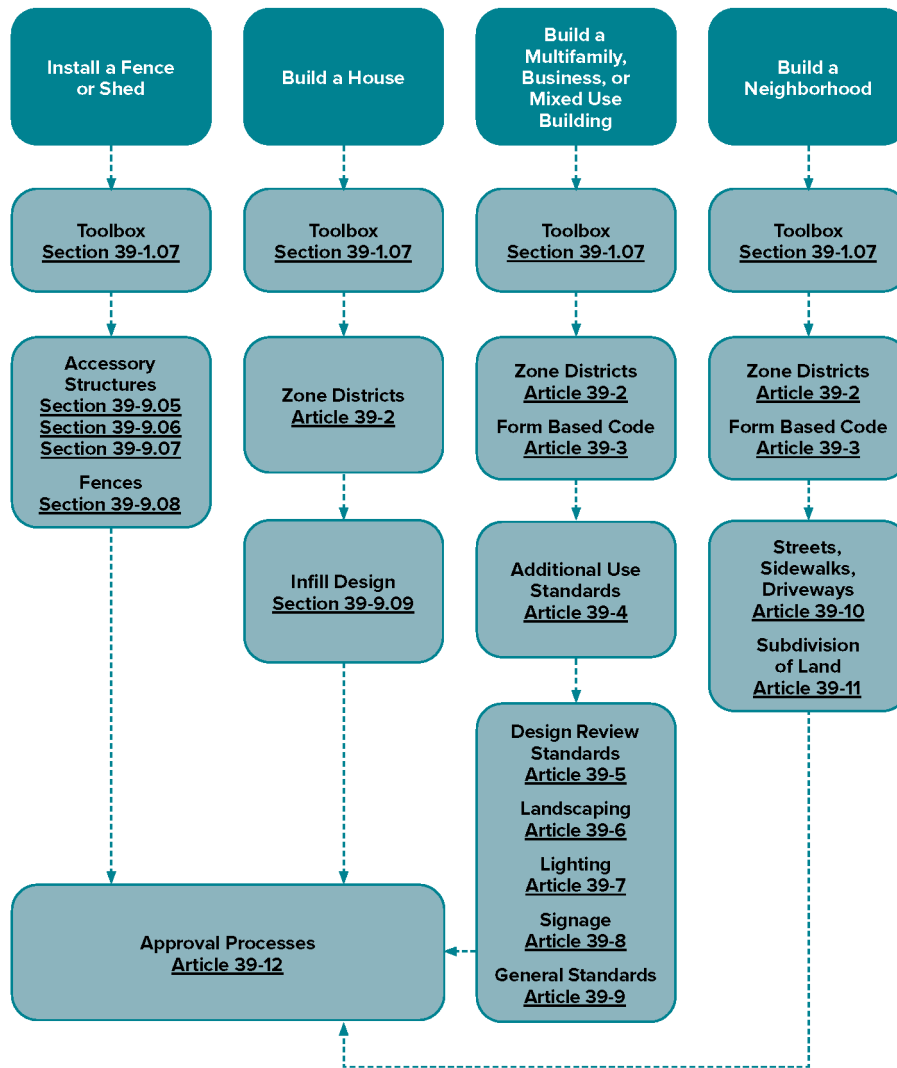 Install a Fence
or Shed
Build a House
Build a
Multifamily,
Business, or
Mixed Use
Building
Build a
Neighborhood
Toolbox
Section 39-1.07
Toolbox
Section 39-1.07
Toolbox
Section 39-1.07
Toolbox
Section 39-1.07
Accessory
Structures
Section 39-9.05
Section 39-9.06
Section 39-9.07
Fences
Section 39-9.08
Zone Districts
Article 39-2
Zone Districts
Article 39-2
Form Based Code
Article 39-3
Zone Districts
Article 39-2
Form Based Code
Article 39-3
Infill Design
Section 39-9.09
Additional Use
Standards
Article 39-4
Streets,
Sidewalks,
Driveways
Article 39-10
Subdivision
of Land
Article 39-11
Design Review
Standards
Article 39-5
Landscaping
Article 39-6
Lighting
Article 39-7
Signage
Article 39-8
General Standards
Article 39-9
Approval Processes
Article 39-12